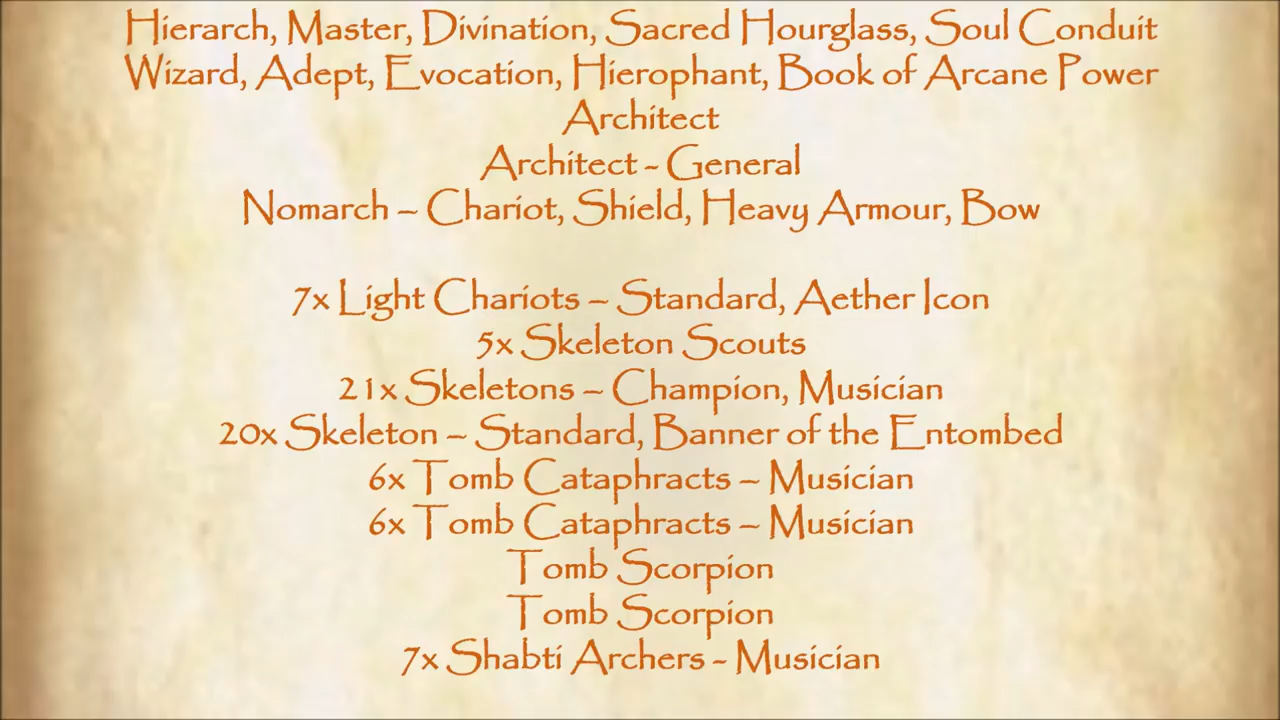 Hierarch, Master, Divination, Sacred Hourglass, Soul Conduit
Wizard, Adept, Evocation, Hierophant, Book of Arcane Power
Architect
Architect - General
Nomarch – Chariot, Shield, Heavy Armour, Bow
7x Light Chariots – Standard, Aether Icon
5x Skeleton Scouts
21x Skeletons – Champion, Musician
20x Skeleton – Standard, Banner of the Entombed
6x Tomb Cataphracts – Musician
6x Tomb Cataphracts – Musician
Tomb Scorpion
Tomb Scorpion
7x Shabti Archers - Musician